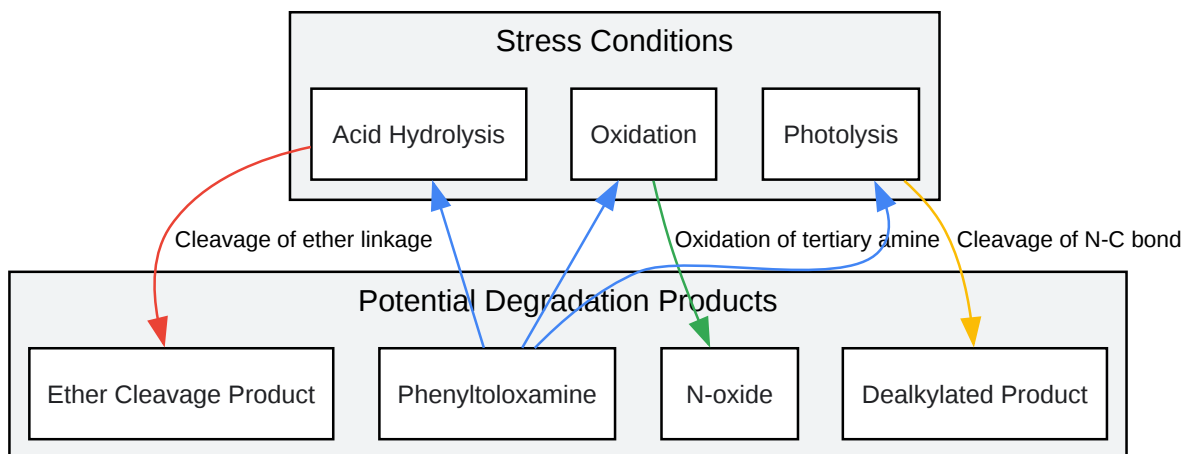 Stress Conditions
Acid Hydrolysis
Oxidation
Photolysis
Cleavage of ether linkage
Oxidation of tertiary amine
Cleavage of N-C bond
Potential Degradation Products
Ether Cleavage Product
Phenyltoloxamine
N-oxide
Dealkylated Product